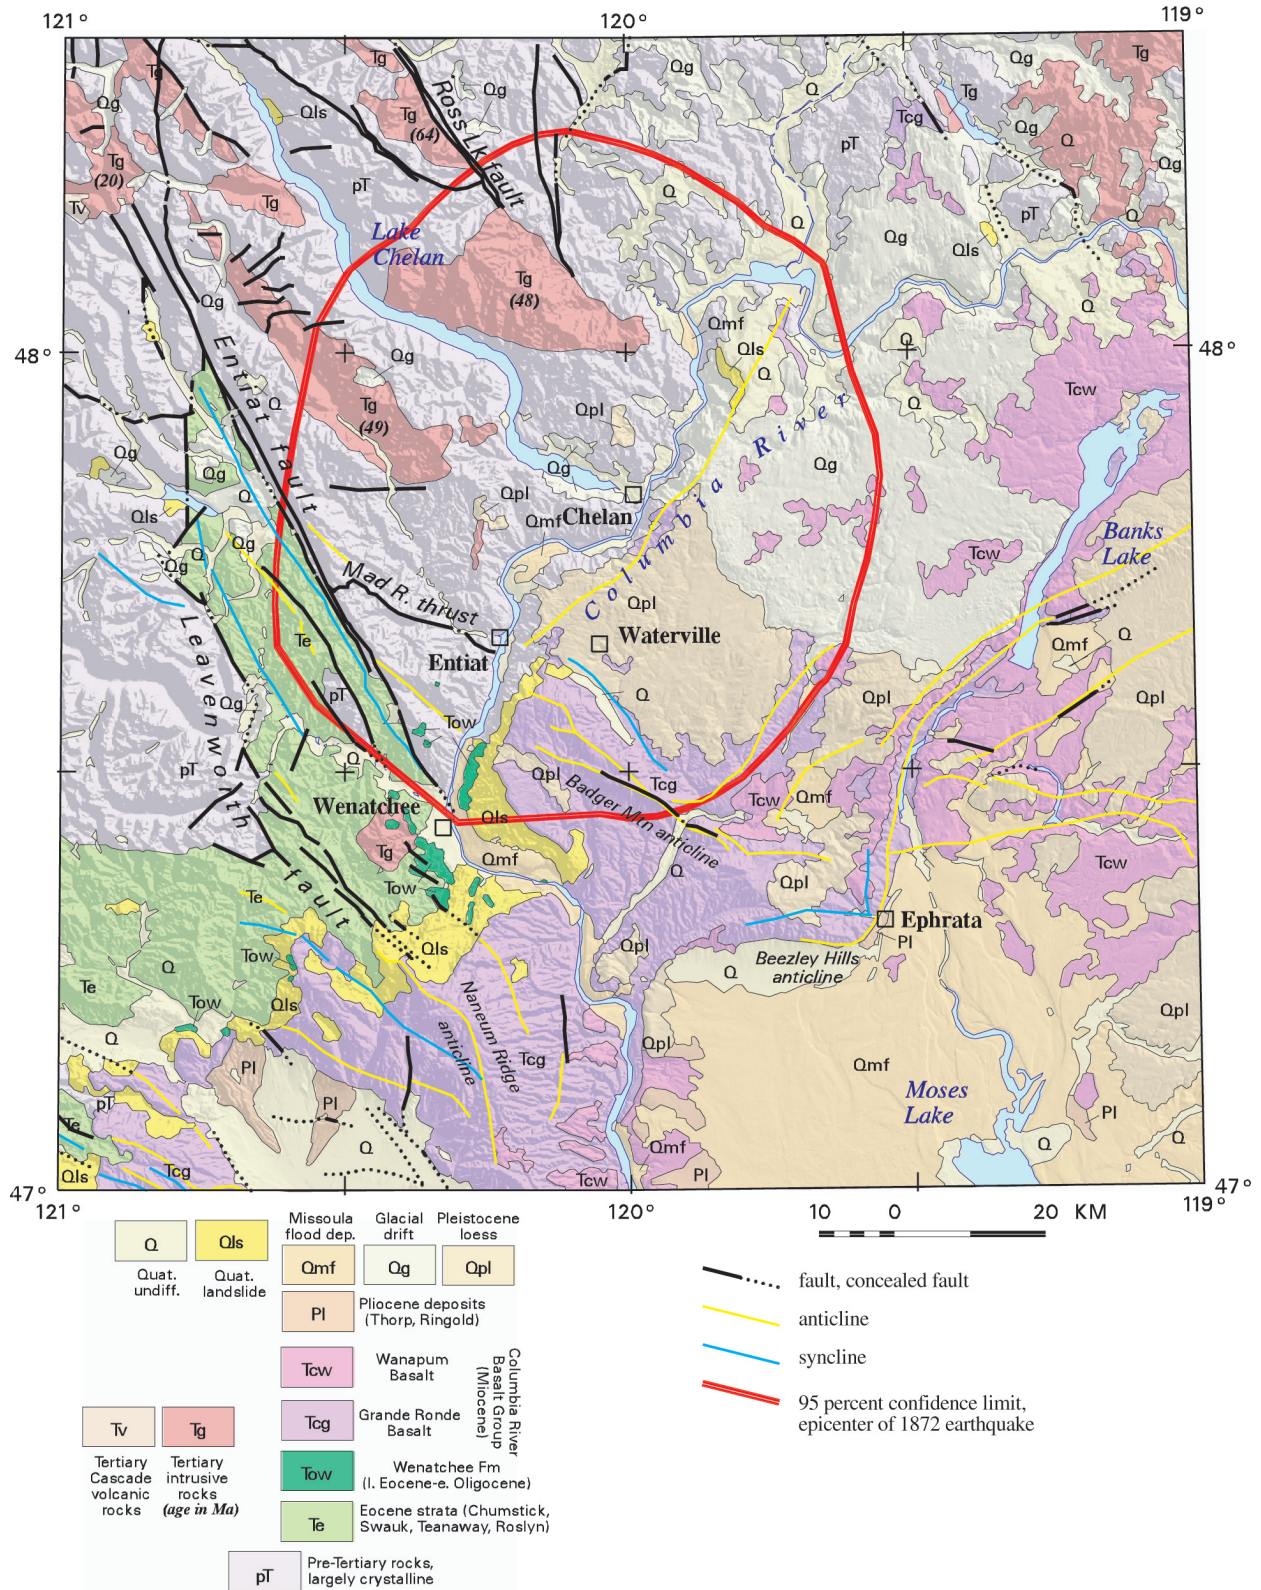 121°
120°
119°
Tg
Tg
Qg
Tg
Qg
Qg
Qls
Ross Lk fault
Tg
(64)
Qg
Q
Tcg
Tg
Qg
Q
Qg
pT
Tg
(20)
Tv
pT
Tg
Q
Q
pT
Q
Lake
Chelan
Qg
Qls
Tg
(48)
Qg
Q
Qmf
Qls
Q
48°
48°
Q
Entiat fault
Qg
Q
Tg
(49)
Qpl
Q
Tcw
Columbia River
Qg
Qg
Qg
Q
Qg
Qpl
Chelan
Qls
Qmf
Banks
Lake
Q
Qg
Qg
Tcw
Mad R. thrust
Qpl
Waterville
Te
Entiat
Qmf
Q
Leavenworth fault
pT
Qg
Q
Qpl
Qpl
Tow
pT
Q
Qpl
Tcg
Tcw
Qmf
Badger Mtn anticline
Wenatchee
Qls
Tg
Qmf
Q
Tcw
Tow
Qpl
Te
Ephrata
Qls
Qpl
Pl
Tow
Q
Q
Beezley Hills
anticline
Te
Tow
Qls
Naneum Ridge
anticline
Qpl
Q
Qpl
Tcg
Qmf
Pl
Pl
Moses
Lake
pT
Te
Pl
Q
Q
Q
Qmf
Qls
Tcg
Tcw
Pl
47°
47°
121°
120°
119°
10 0 20 KM
Q
Quat.
undiff.
Qls
Quat.
landslide
Missoula
flood dep.
Qmf
Glacial
drift
Qg
Pleistocene
loess
Qpl
Pl
Pliocene deposits
(Thorp, Ringold)
Tcw
Wanapum
Basalt
Tcg
Grande Ronde
Basalt
Columbia River
Basalt Group
(Miocene)
Tv
Tertiary
Cascade
volcanic
rocks
Tg
Tertiary
intrusive
rocks
(age in Ma)
Tow
Wenatchee Fm
(l. Eocene-e. Oligocene)
Te
Eocene strata (Chumstick,
Swauk, Teanaway, Roslyn)
pT
Pre-Tertiary rocks,
largely crystalline
fault, concealed fault
anticline
syncline
95 percent confidence limit,
epicenter of 1872 earthquake